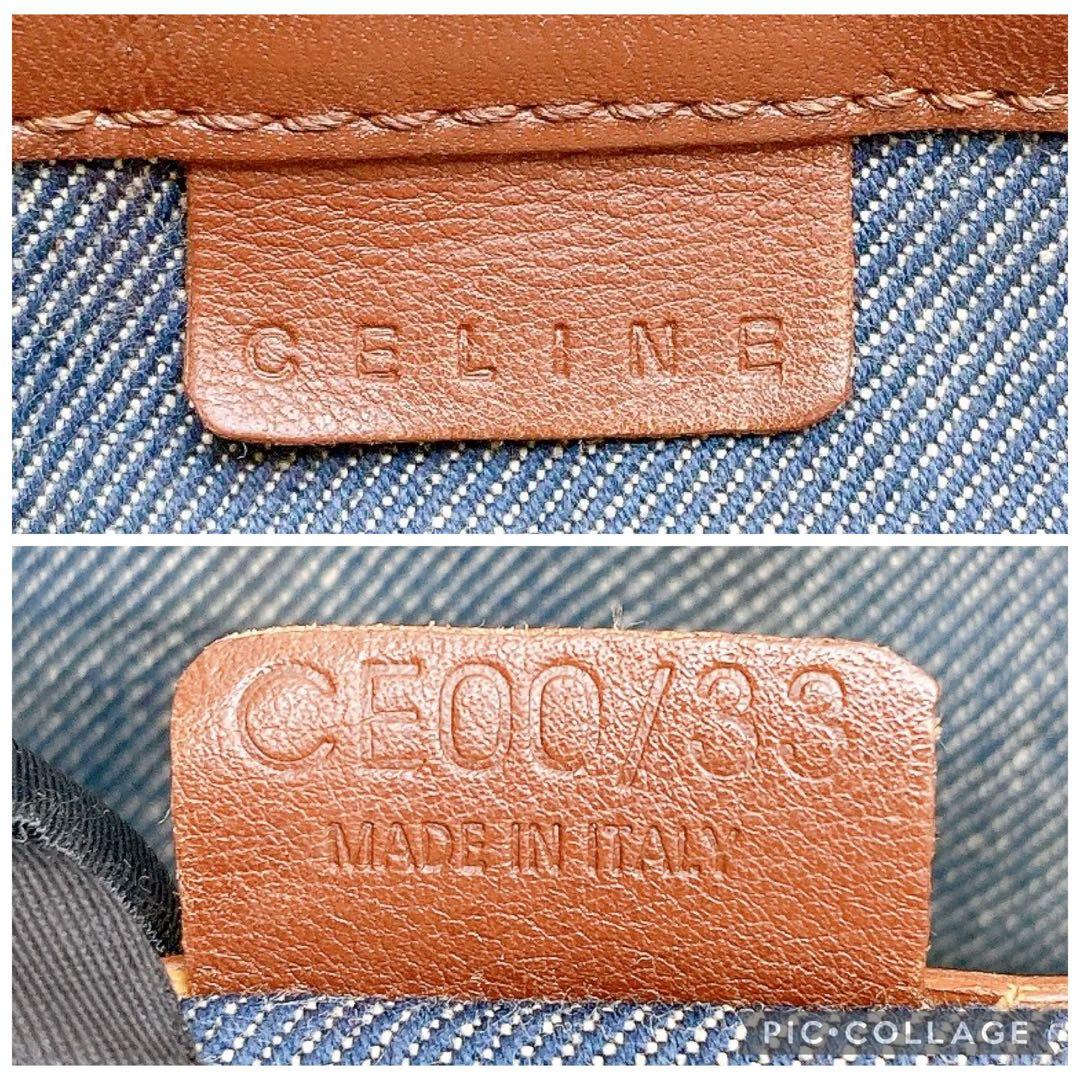 CELINE
CE00/33
MADE IN ITALY
PIC•COLLAGE